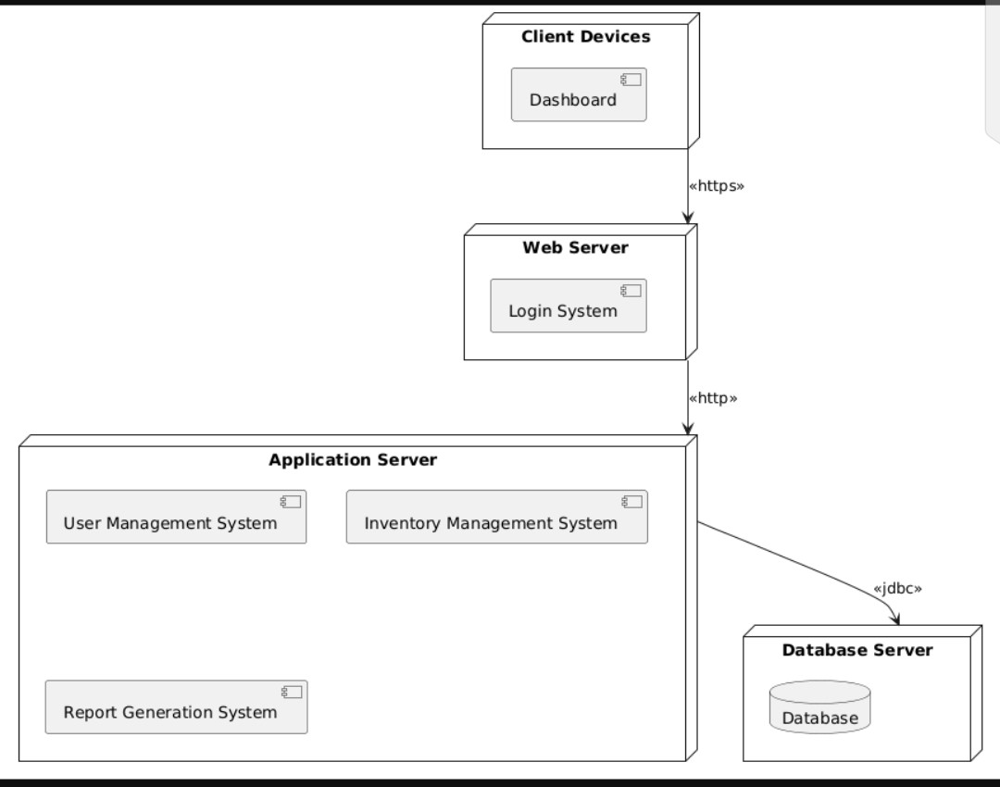 Client Devices
Dashboard
«https»
Web Server
Login System
«http»
Application Server
User Management System
Inventory Management System
«jdbc»
Database Server
Report Generation System
Database